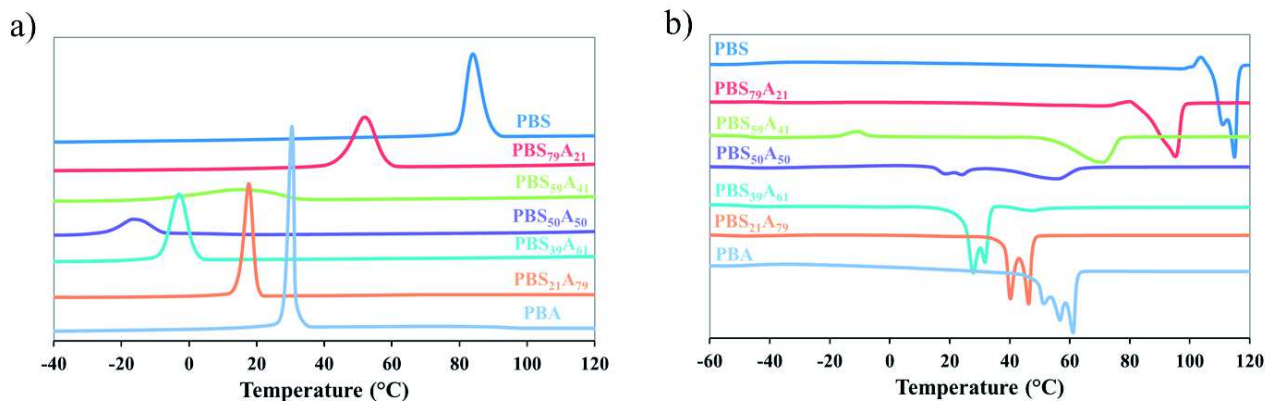 a)
PBS
PBS₇₉A₂₁
PBS₅₉A₄₁
PBS₅₀A₅₀
PBS₃₉A₆₁
PBS₂₁A₇₉
PBA
-40 -20 0 20 40 60 80 100 120
Temperature (°C)
b)
PBS
PBS₇₉A₂₁
PBS₅₉A₄₁
PBS₅₀A₅₀
PBS₃₉A₆₁
PBS₂₁A₇₉
PBA
-60 -40 -20 0 20 40 60 80 100 120
Temperature (°C)